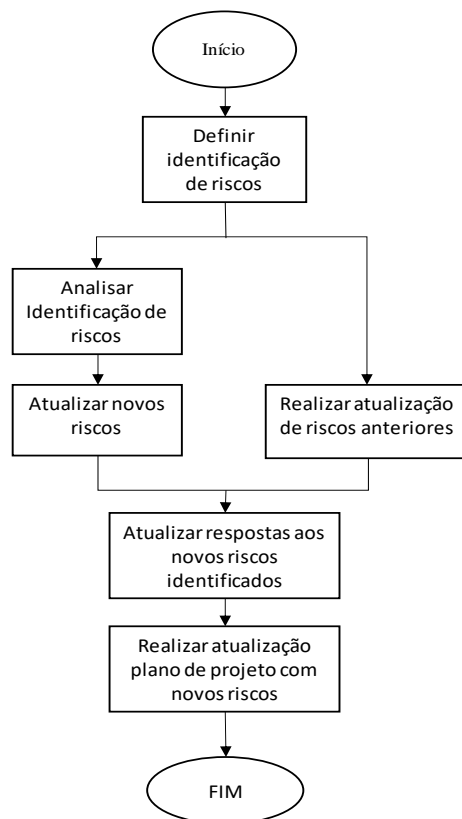 Início
Definir
identificação
de riscos
Analisar
Identificação de
riscos
Atualizar novos
riscos
Realizar atualização
de riscos anteriores
Atualizar respostas aos
novos riscos
identificados
Realizar atualização
plano de projeto com
novos riscos
FIM